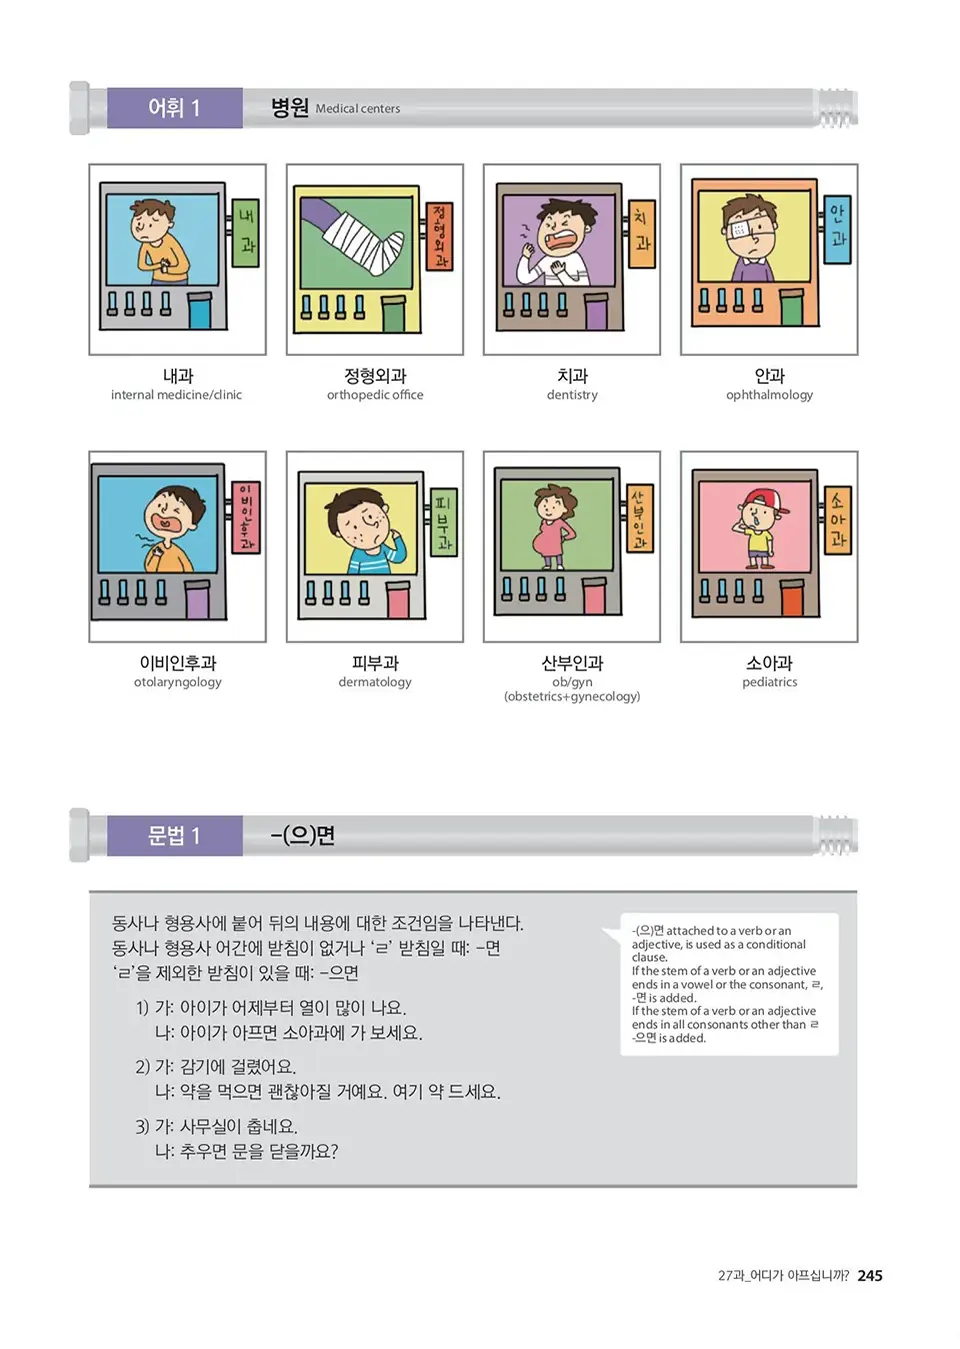 어휘 1
병원 Medical centers
내과
정형외과
치과
안과
내과
정형외과
치과
안과
internal medicine/clinic
orthopedic office
dentistry
ophthalmology
이비인후과
피부과
산부인과
소아과
이비인후과
피부과
산부인과
소아과
otolaryngology
dermatology
ob/gyn
(obstetrics+gynecology)
pediatrics
문법 1
-(으)면
동사나 형용사에 붙어 뒤의 내용에 대한 조건임을 나타낸다.
동사나 형용사 어간에 받침이 없거나 ‘ㄹ’ 받침일 때: -면
‘ㄹ’을 제외한 받침이 있을 때: -으면
1) 가: 아이가 어제부터 열이 많이 나요.
나: 아이가 아프면 소아과에 가 보세요.
2) 가: 감기에 걸렸어요.
나: 약을 먹으면 괜찮아질 거예요. 여기 약 드세요.
3) 가: 사무실이 춥네요.
나: 추우면 문을 닫을까요?
-(으)면 attached to a verb or an
adjective, is used as a conditional
clause.
If the stem of a verb or an adjective
ends in a vowel or the consonant, ㄹ,
-면 is added.
If the stem of a verb or an adjective
ends in all consonants other than ㄹ
-으면 is added.
27과_어디가 아프십니까? 245